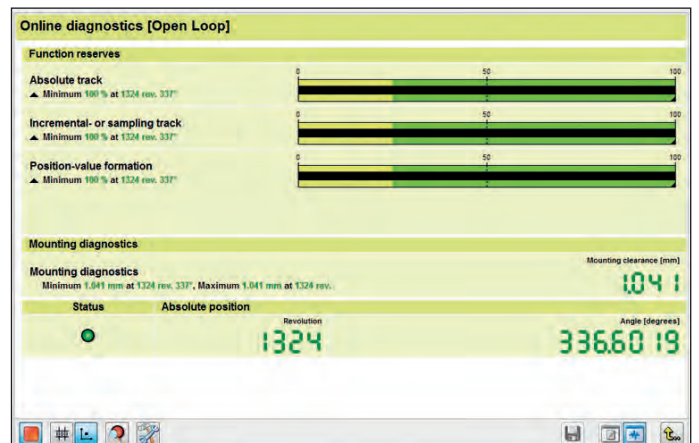 Online diagnostics [Open Loop]
Function reserves
Absolute track
Minimum 100 % at 1324 rev. 337°
0 50 100
Incremental- or sampling track
Minimum 100 % at 1324 rev. 337°
0 50 100
Position-value formation
Minimum 100 % at 1324 rev. 337°
0 50 100
Mounting diagnostics
Mounting diagnostics
Minimum 1.041 mm at 1324 rev. 337°, Maximum 1.041 mm at 1324 rev.
Mounting clearance [mm]
1.041
Status Absolute position
Revolution
1324
Angle [degrees]
336.6019